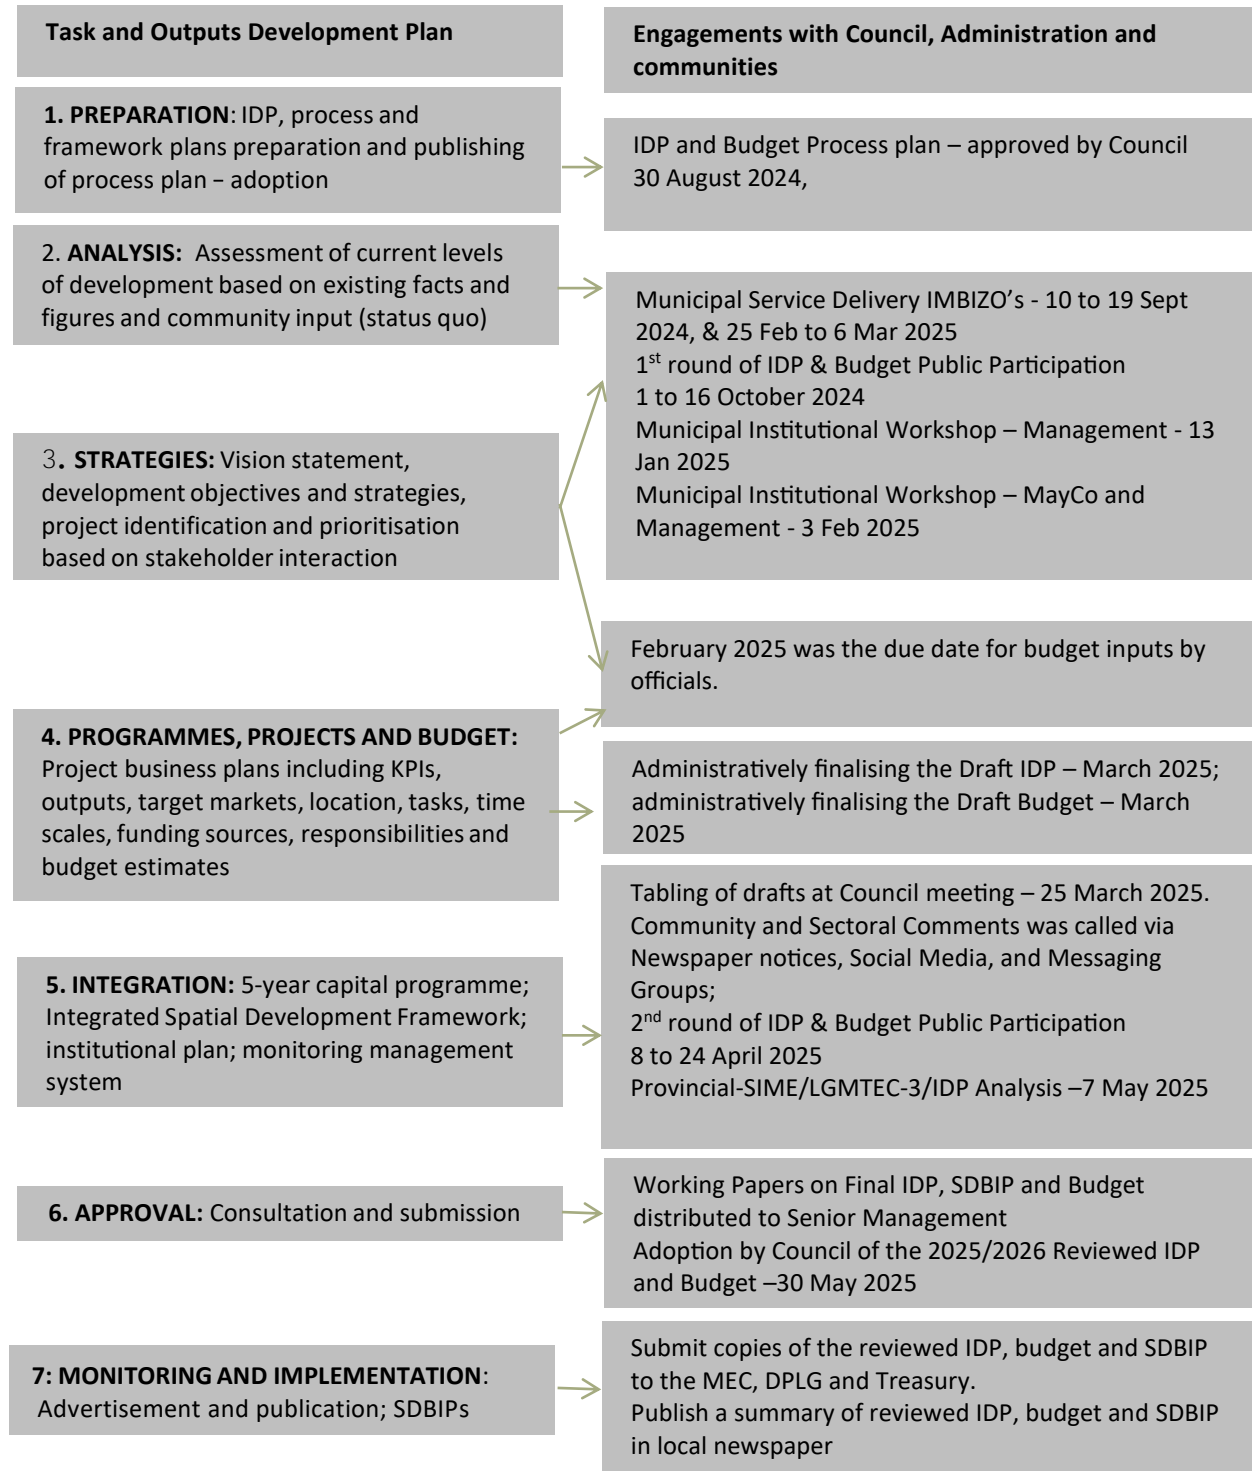 Task and Outputs Development Plan
Engagements with Council, Administration and
communities
1. PREPARATION: IDP, process and
framework plans preparation and publishing
of process plan – adoption
IDP and Budget Process plan – approved by Council
30 August 2024,
2. ANALYSIS: Assessment of current levels
of development based on existing facts and
figures and community input (status quo)
Municipal Service Delivery IMBIZO’s - 10 to 19 Sept
2024, & 25 Feb to 6 Mar 2025
1st round of IDP & Budget Public Participation
1 to 16 October 2024
Municipal Institutional Workshop – Management - 13
Jan 2025
Municipal Institutional Workshop – MayCo and
Management - 3 Feb 2025
3. STRATEGIES: Vision statement,
development objectives and strategies,
project identification and prioritisation
based on stakeholder interaction
February 2025 was the due date for budget inputs by
officials.
4. PROGRAMMES, PROJECTS AND BUDGET:
Project business plans including KPIs,
outputs, target markets, location, tasks, time
scales, funding sources, responsibilities and
budget estimates
Administratively finalising the Draft IDP – March 2025;
administratively finalising the Draft Budget – March
2025
Tabling of drafts at Council meeting – 25 March 2025.
Community and Sectoral Comments was called via
Newspaper notices, Social Media, and Messaging
Groups;
2nd round of IDP & Budget Public Participation
8 to 24 April 2025
Provincial-SIME/LGMTEC-3/IDP Analysis –7 May 2025
5. INTEGRATION: 5-year capital programme;
Integrated Spatial Development Framework;
institutional plan; monitoring management
system
6. APPROVAL: Consultation and submission
Working Papers on Final IDP, SDBIP and Budget
distributed to Senior Management
Adoption by Council of the 2025/2026 Reviewed IDP
and Budget –30 May 2025
7: MONITORING AND IMPLEMENTATION:
Advertisement and publication; SDBIPs
Submit copies of the reviewed IDP, budget and SDBIP
to the MEC, DPLG and Treasury.
Publish a summary of reviewed IDP, budget and SDBIP
in local newspaper